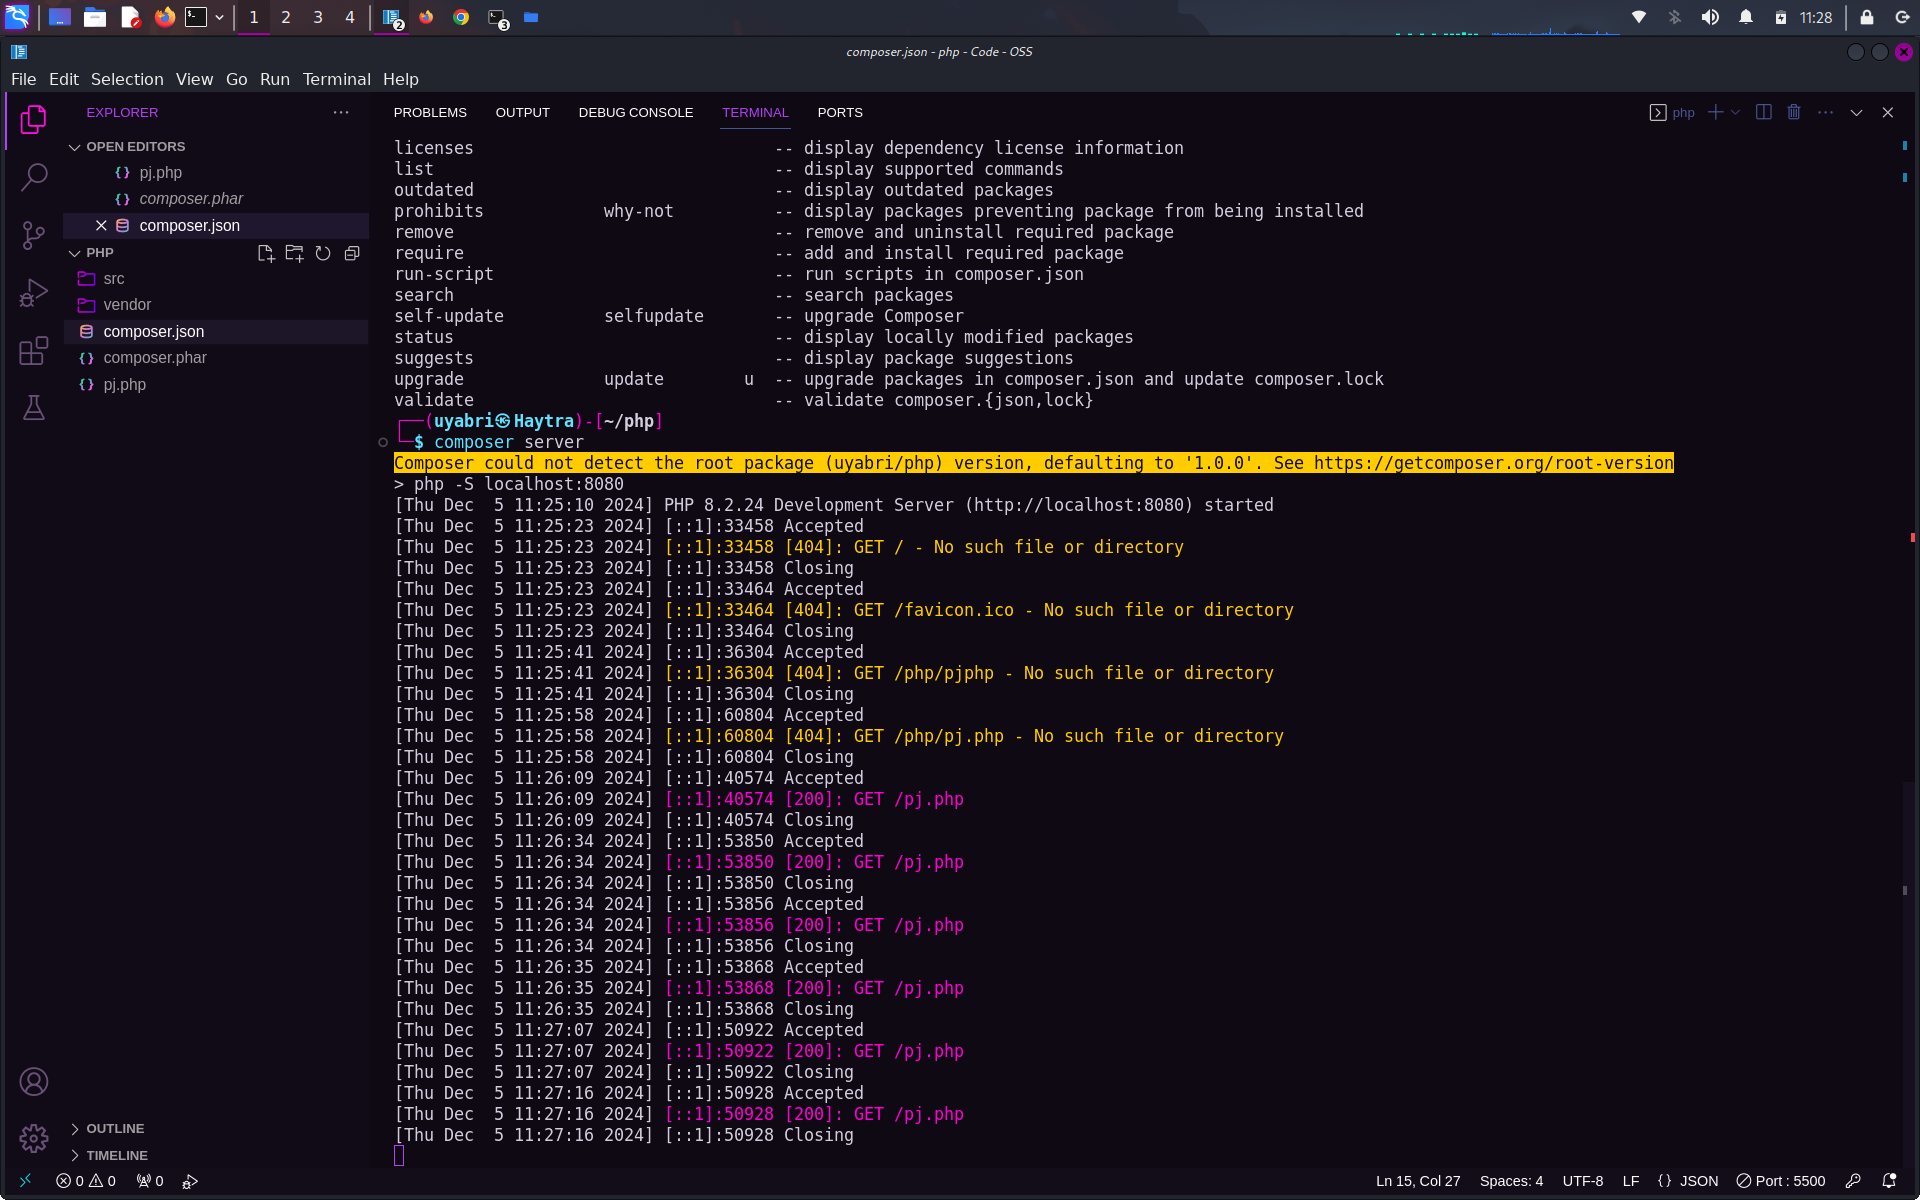 1 2 3 4 2 3 11:28
composer.json - php - Code - OSS
File Edit Selection View Go Run Terminal Help
EXPLORER
OPEN EDITORS
pj.php
composer.phar
composer.json
PHP
src
vendor
composer.json
composer.phar
pj.php
OUTLINE
TIMELINE
PROBLEMS OUTPUT DEBUG CONSOLE TERMINAL PORTS php
licenses -- display dependency license information
list -- display supported commands
outdated -- display outdated packages
prohibits why-not -- display packages preventing package from being installed
remove -- remove and uninstall required package
require -- add and install required package
run-script -- run scripts in composer.json
search -- search packages
self-update selfupdate -- upgrade Composer
status -- display locally modified packages
suggests -- display package suggestions
upgrade update u -- upgrade packages in composer.json and update composer.lock
validate -- validate composer.{json,lock}
┌──(uyabri㉿Haytra)-[~/php]
└─$ composer server
Composer could not detect the root package (uyabri/php) version, defaulting to '1.0.0'. See https://getcomposer.org/root-version
> php -S localhost:8080
[Thu Dec  5 11:25:10 2024] PHP 8.2.24 Development Server (http://localhost:8080) started
[Thu Dec  5 11:25:23 2024] [::1]:33458 Accepted
[Thu Dec  5 11:25:23 2024] [::1]:33458 [404]: GET / - No such file or directory
[Thu Dec  5 11:25:23 2024] [::1]:33458 Closing
[Thu Dec  5 11:25:23 2024] [::1]:33464 Accepted
[Thu Dec  5 11:25:23 2024] [::1]:33464 [404]: GET /favicon.ico - No such file or directory
[Thu Dec  5 11:25:23 2024] [::1]:33464 Closing
[Thu Dec  5 11:25:41 2024] [::1]:36304 Accepted
[Thu Dec  5 11:25:41 2024] [::1]:36304 [404]: GET /php/pjphp - No such file or directory
[Thu Dec  5 11:25:41 2024] [::1]:36304 Closing
[Thu Dec  5 11:25:58 2024] [::1]:60804 Accepted
[Thu Dec  5 11:25:58 2024] [::1]:60804 [404]: GET /php/pj.php - No such file or directory
[Thu Dec  5 11:25:58 2024] [::1]:60804 Closing
[Thu Dec  5 11:26:09 2024] [::1]:40574 Accepted
[Thu Dec  5 11:26:09 2024] [::1]:40574 [200]: GET /pj.php
[Thu Dec  5 11:26:09 2024] [::1]:40574 Closing
[Thu Dec  5 11:26:34 2024] [::1]:53850 Accepted
[Thu Dec  5 11:26:34 2024] [::1]:53850 [200]: GET /pj.php
[Thu Dec  5 11:26:34 2024] [::1]:53850 Closing
[Thu Dec  5 11:26:34 2024] [::1]:53856 Accepted
[Thu Dec  5 11:26:34 2024] [::1]:53856 [200]: GET /pj.php
[Thu Dec  5 11:26:34 2024] [::1]:53856 Closing
[Thu Dec  5 11:26:35 2024] [::1]:53868 Accepted
[Thu Dec  5 11:26:35 2024] [::1]:53868 [200]: GET /pj.php
[Thu Dec  5 11:26:35 2024] [::1]:53868 Closing
[Thu Dec  5 11:27:07 2024] [::1]:50922 Accepted
[Thu Dec  5 11:27:07 2024] [::1]:50922 [200]: GET /pj.php
[Thu Dec  5 11:27:07 2024] [::1]:50922 Closing
[Thu Dec  5 11:27:16 2024] [::1]:50928 Accepted
[Thu Dec  5 11:27:16 2024] [::1]:50928 [200]: GET /pj.php
[Thu Dec  5 11:27:16 2024] [::1]:50928 Closing
0 0 0 Ln 15, Col 27 Spaces: 4 UTF-8 LF {} JSON Port : 5500